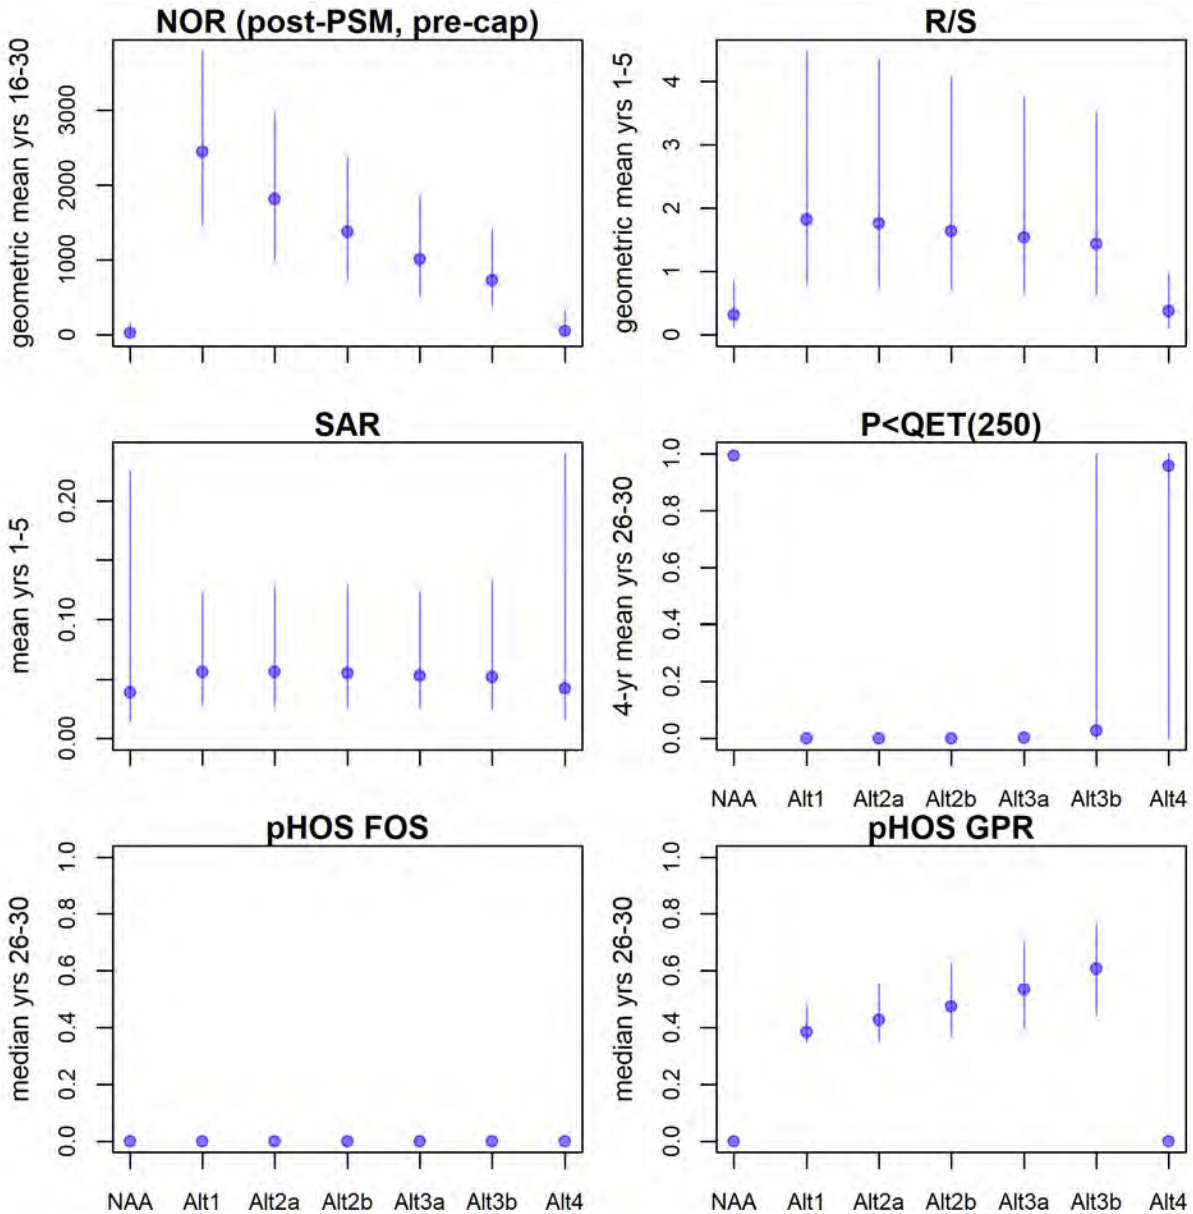 NOR (post-PSM, pre-cap)
geometric mean yrs 16-30
3000
2000
1000
0
R/S
geometric mean yrs 1-5
4
3
2
1
0
SAR
mean yrs 1-5
0.20
0.10
0.00
P<QET(250)
4-yr mean yrs 26-30
1.0
0.8
0.6
0.4
0.2
0.0
NAA Alt1 Alt2a Alt2b Alt3a Alt3b Alt4
pHOS FOS
median yrs 26-30
1.0
0.8
0.6
0.4
0.2
0.0
NAA Alt1 Alt2a Alt2b Alt3a Alt3b Alt4
pHOS GPR
median yrs 26-30
1.0
0.8
0.6
0.4
0.2
0.0
NAA Alt1 Alt2a Alt2b Alt3a Alt3b Alt4